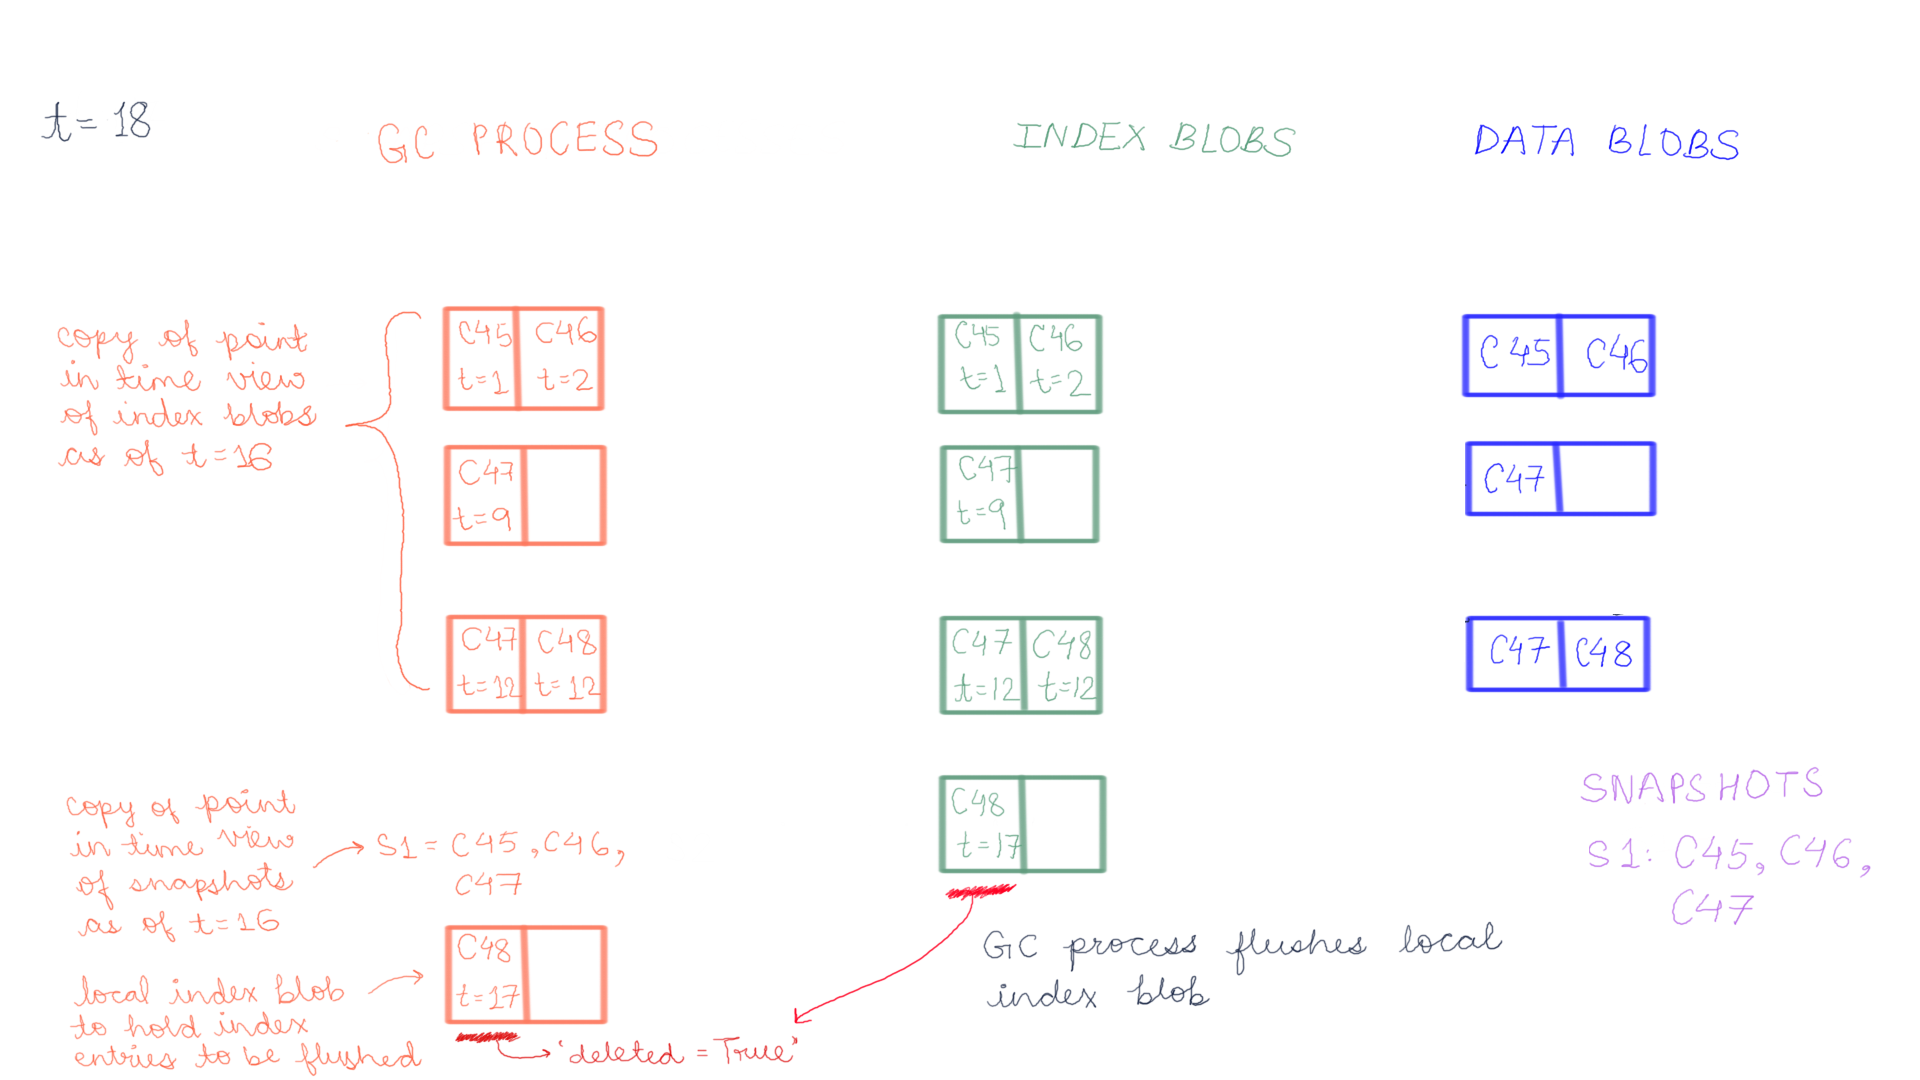 t= 18
GC PROCESS
INDEX BLOBS
DATA BLOBS
copy of point
in time view
of index blobs
as of t=16
C45 C46
t=1 t=2
C47
t=9
C47 C48
t=12 t=12
C45 C46
t=1 t=2
C47
t=9
C47 C48
t=12 t=12
C48
t=17
C45 C46
C47
C47 C48
copy of point
in time view
of snapshots
as of t=16
S1 = C45, C46,
C47
C48
t=17
local index blob
to hold index
entries to be flushed
"deleted = True"
GC process flushes local
index blob
SNAPSHOTS
S1: C45, C46,
C47